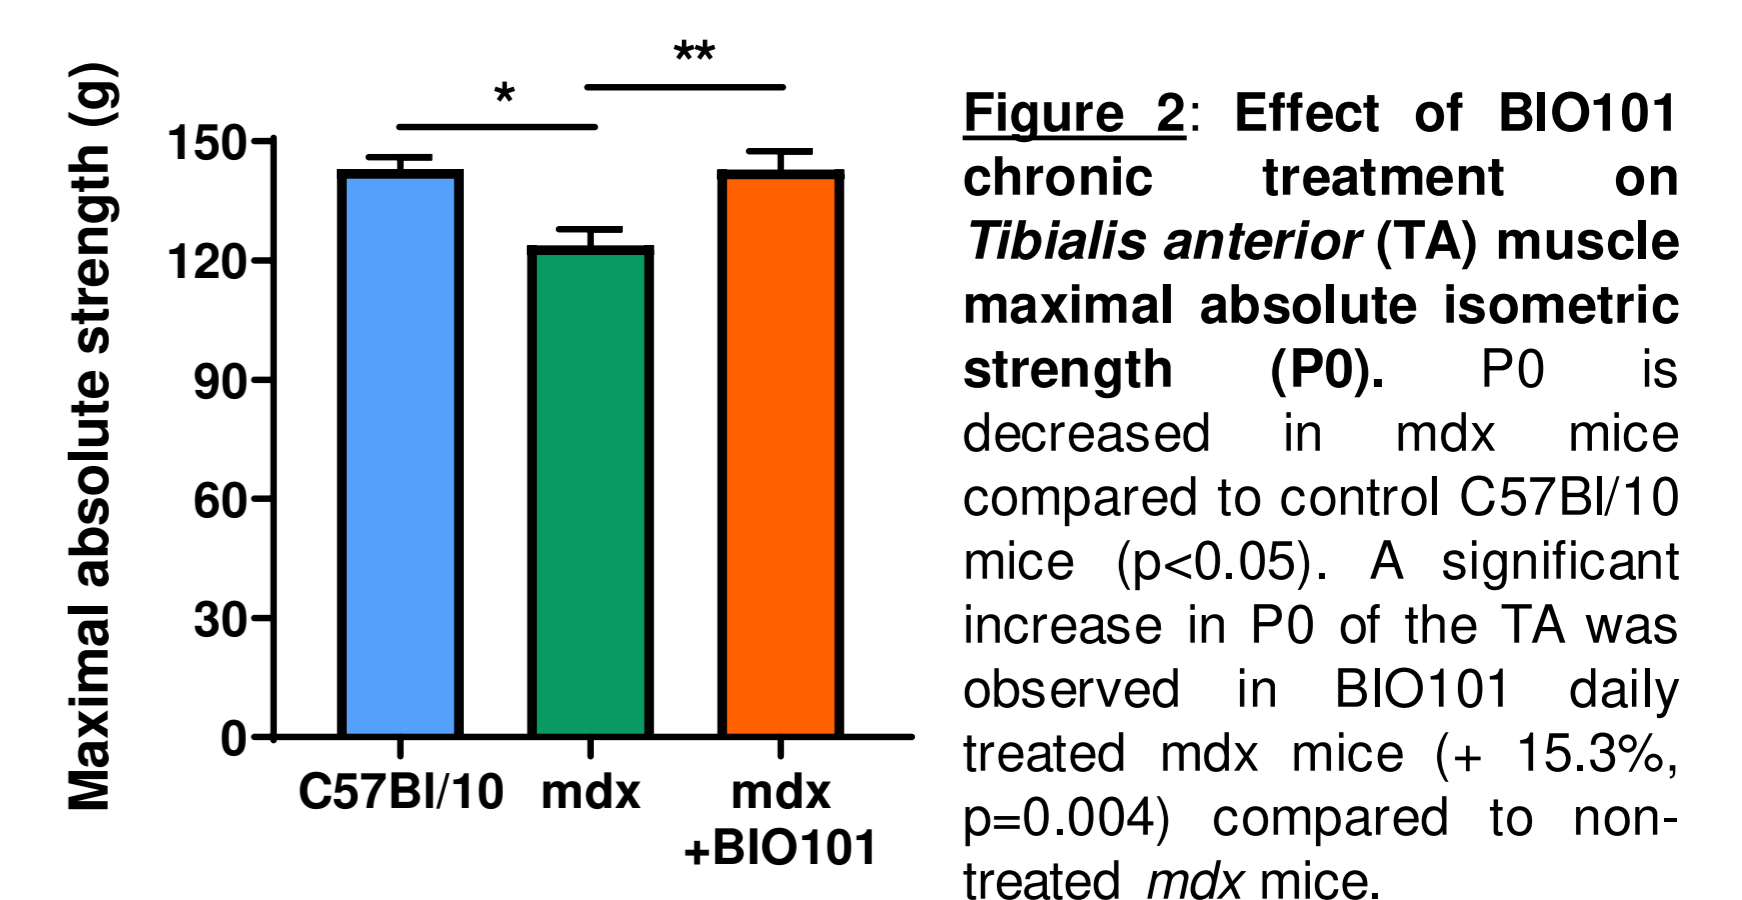 Maximal absolute strength (g)
150
120
90
60
30
0
*
**
C57Bl/10
mdx
mdx
+BIO101
Figure 2: Effect of BIO101
chronic treatment on
Tibialis anterior (TA) muscle
maximal absolute isometric
strength (P0). P0 is
decreased in mdx mice
compared to control C57Bl/10
mice (p<0.05). A significant
increase in P0 of the TA was
observed in BIO101 daily
treated mdx mice (+ 15.3%,
p=0.004) compared to non-
treated mdx mice.